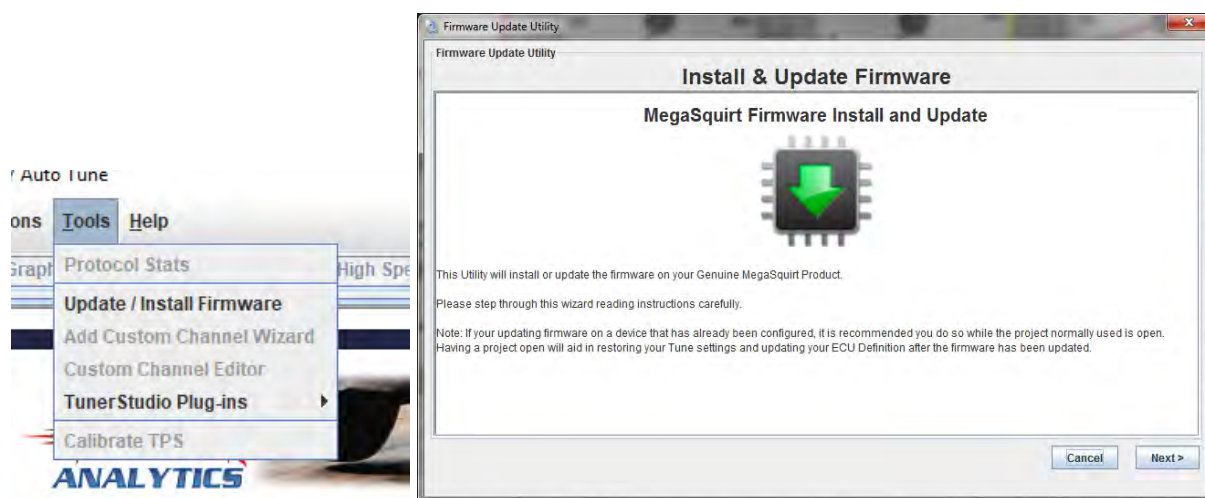 Auto Tune
ons Tools Help
Graph
High Spe
Protocol Stats
Update / Install Firmware
Add Custom Channel Wizard
Custom Channel Editor
TunerStudio Plug-ins
Calibrate TPS
ANALYTICS
Firmware Update Utility
Firmware Update Utility
Install & Update Firmware
MegaSquirt Firmware Install and Update
This Utility will install or update the firmware on your Genuine MegaSquirt Product.
Please step through this wizard reading instructions carefully.
Note: If your updating firmware on a device that has already been configured, it is recommended you do so while the project normally used is open.
Having a project open will aid in restoring your Tune settings and updating your ECU Definition after the firmware has been updated.
Cancel
Next >